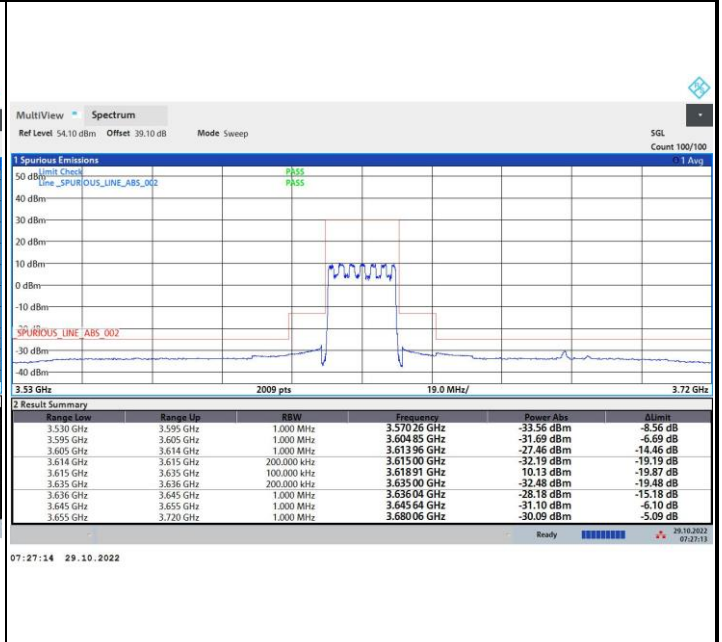 MultiView Spectrum
Ref Level 54.10 dBm Offset 39.10 dB Mode Sweep SGL
Count 100/100
1 Spurious Emissions 1 Avg
50 dBm Limit Check PASS
Line _SPURIOUS_LINE_ABS_002 PASS
40 dBm
30 dBm
20 dBm
10 dBm
0 dBm
-10 dBm
-20 dBm
_SPURIOUS_LINE_ABS_002
-30 dBm
-40 dBm
3.53 GHz 2009 pts 19.0 MHz/ 3.72 GHz
2 Result Summary
Range Low Range Up RBW Frequency Power Abs ΔLimit
3.530 GHz 3.595 GHz 1.000 MHz 3.57026 GHz -33.56 dBm -8.56 dB
3.595 GHz 3.605 GHz 1.000 MHz 3.60485 GHz -31.69 dBm -6.69 dB
3.605 GHz 3.614 GHz 1.000 MHz 3.61396 GHz -27.46 dBm -14.46 dB
3.614 GHz 3.615 GHz 200.000 kHz 3.61500 GHz -32.19 dBm -19.19 dB
3.615 GHz 3.635 GHz 100.000 kHz 3.61891 GHz 10.13 dBm -19.87 dB
3.635 GHz 3.636 GHz 200.000 kHz 3.63500 GHz -32.48 dBm -19.48 dB
3.636 GHz 3.645 GHz 1.000 MHz 3.63604 GHz -28.18 dBm -15.18 dB
3.645 GHz 3.655 GHz 1.000 MHz 3.64564 GHz -31.10 dBm -6.10 dB
3.655 GHz 3.720 GHz 1.000 MHz 3.68006 GHz -30.09 dBm -5.09 dB
Ready 29.10.2022
07:27:13
07:27:14 29.10.2022